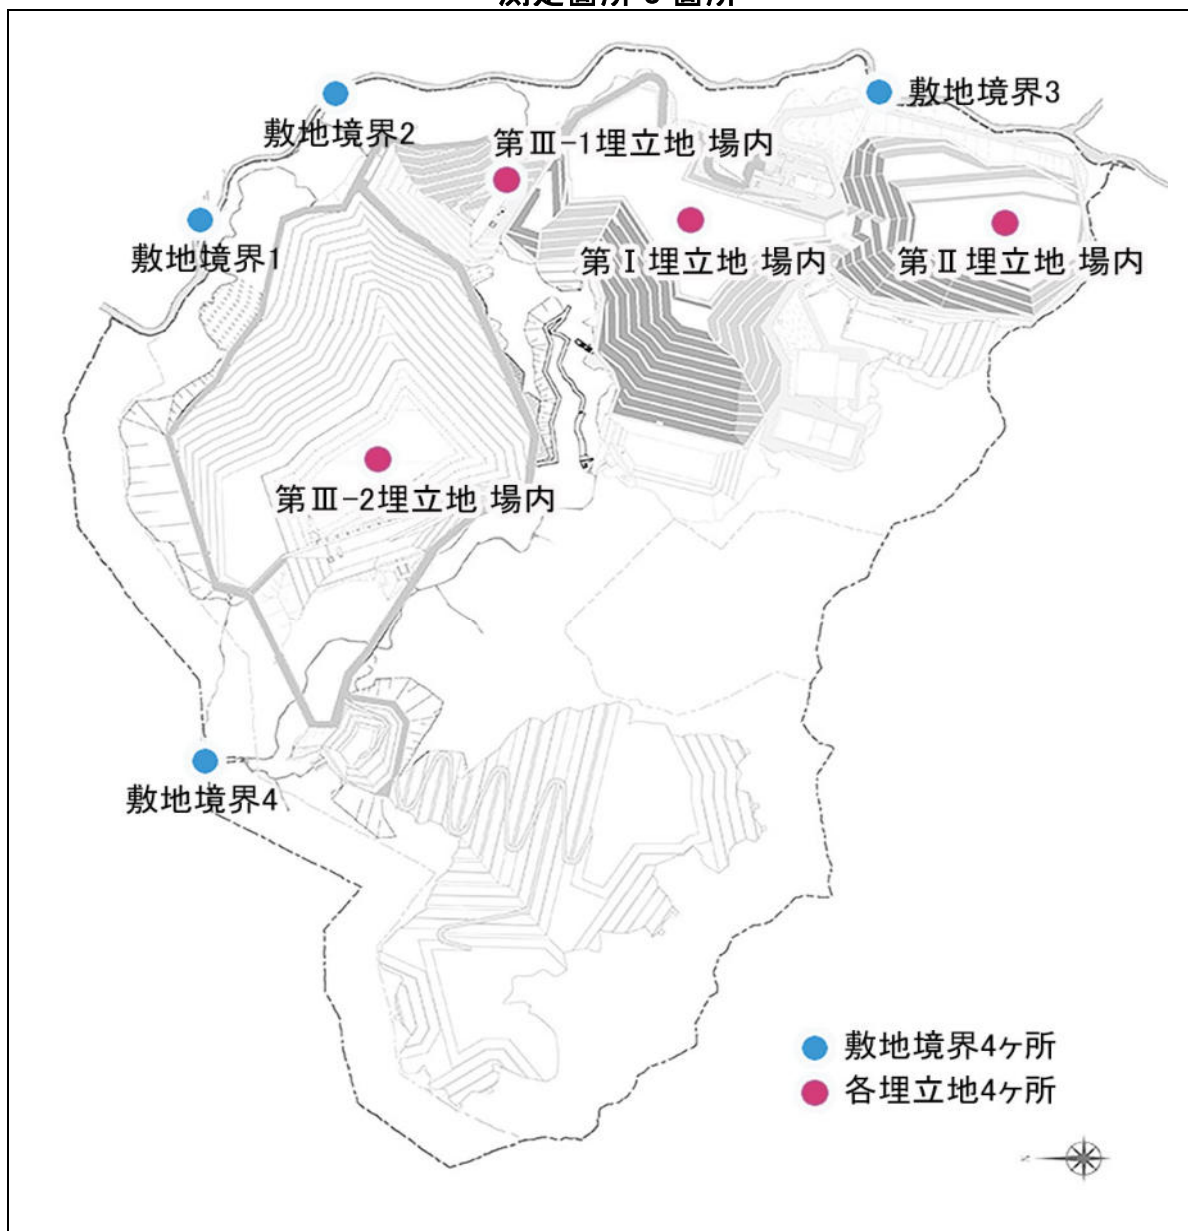 敷地境界3
敷地境界2
第Ⅲ-1埋立地 場内
敷地境界1
第Ⅰ埋立地 場内
第Ⅱ埋立地 場内
第Ⅲ-2埋立地 場内
敷地境界4
敷地境界4ヶ所
各埋立地4ヶ所